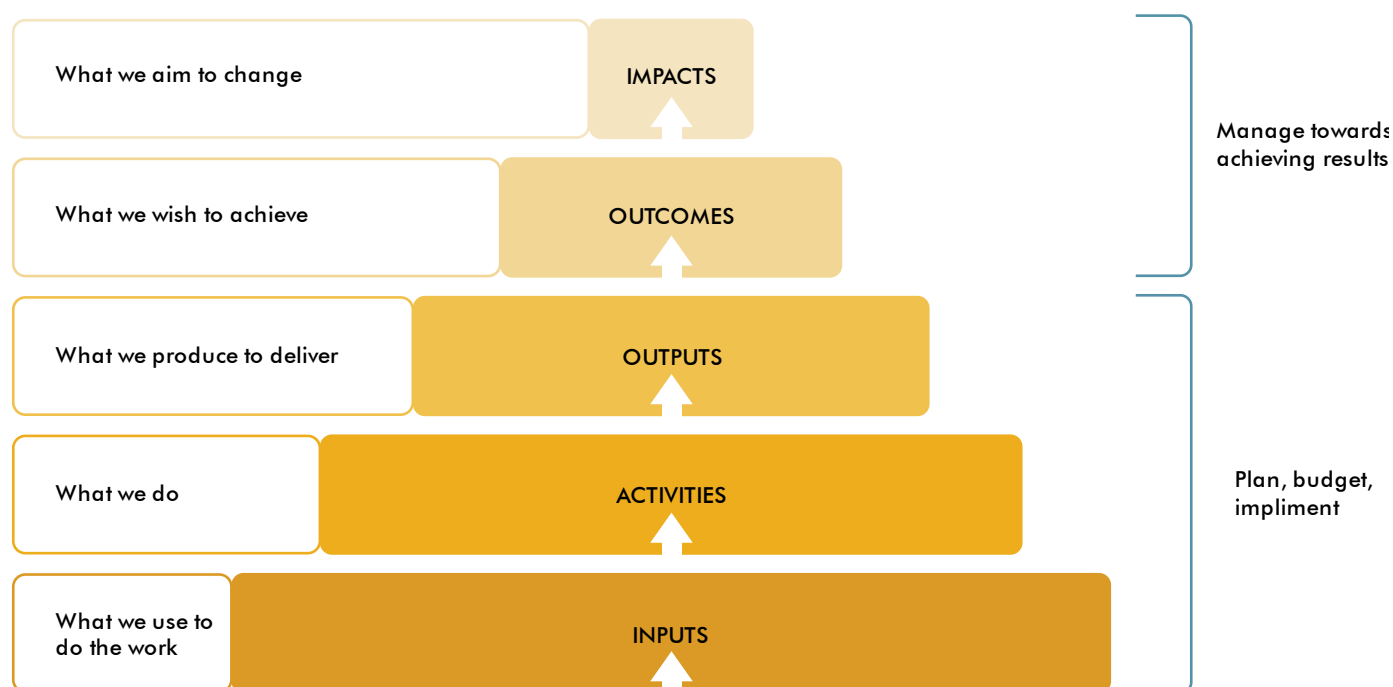 What we aim to change
IMPACTS
Manage towards
achieving results
What we wish to achieve
OUTCOMES
What we produce to deliver
OUTPUTS
What we do
ACTIVITIES
Plan, budget,
impliment
What we use to
do the work
INPUTS